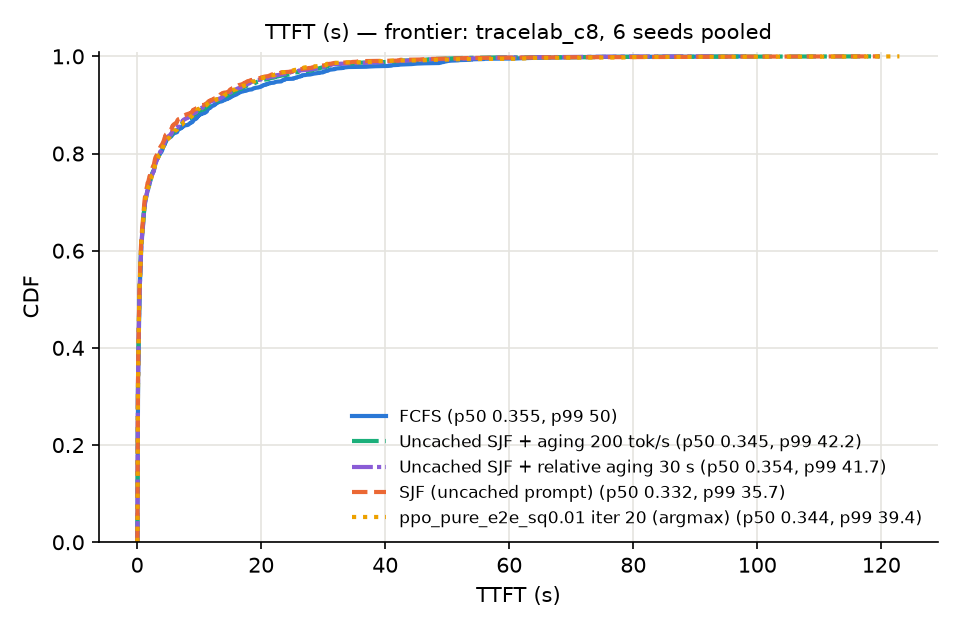 TTFT (s) — frontier: tracelab_c8, 6 seeds pooled
1.0
0.8
0.6
0.4
0.2
0.0
CDF
FCFS (p50 0.355, p99 50)
Uncached SJF + aging 200 tok/s (p50 0.345, p99 42.2)
Uncached SJF + relative aging 30 s (p50 0.354, p99 41.7)
SJF (uncached prompt) (p50 0.332, p99 35.7)
ppo_pure_e2e_sq0.01 iter 20 (argmax) (p50 0.344, p99 39.4)
0 20 40 60 80 100 120
TTFT (s)